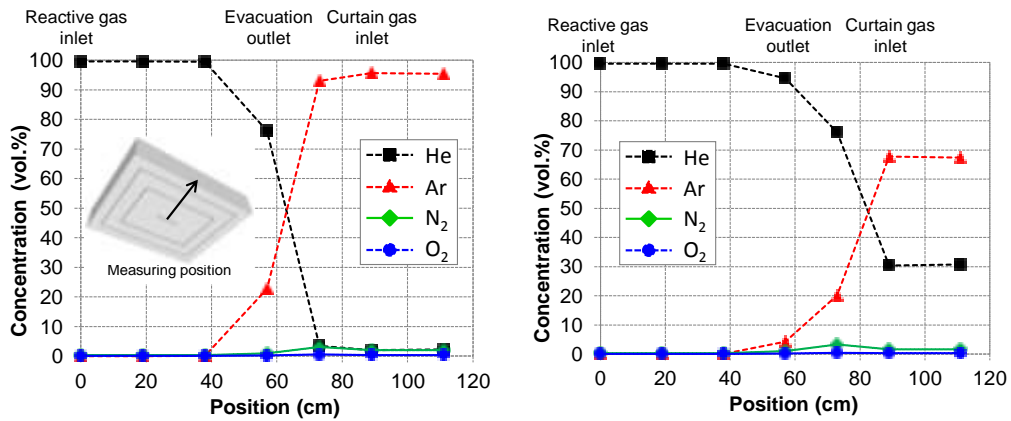 Reactive gas
inlet
Evacuation
outlet
Curtain gas
inlet
Concentration (vol.%)
100
90
80
70
60
50
40
30
20
10
0
He
Ar
N₂
O₂
Measuring position
0 20 40 60 80 100 120
Position (cm)
Reactive gas
inlet
Evacuation
outlet
Curtain gas
inlet
Concentration (vol.%)
100
90
80
70
60
50
40
30
20
10
0
He
Ar
N₂
O₂
0 20 40 60 80 100 120
Position (cm)